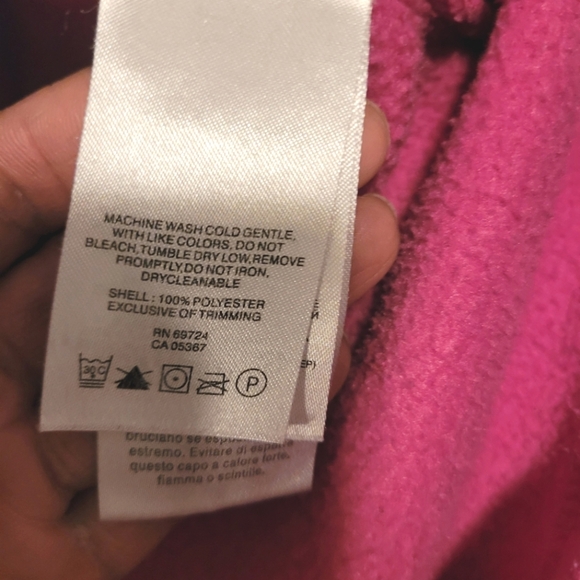 MACHINE WASH COLD GENTLE,
WITH LIKE COLORS, DO NOT
BLEACH,TUMBLE DRY LOW,REMOVE
PROMPTLY,DO NOT IRON,
DRYCLEANABLE
SHELL : 100% POLYESTER
EXCLUSIVE OF TRIMMING
RN 69724
CA 05367
30 C
P
E
И
EP)
bruciano se espos
estremo. Evitare di esporre
questo capo a calore forte,
fiamma o scintille.